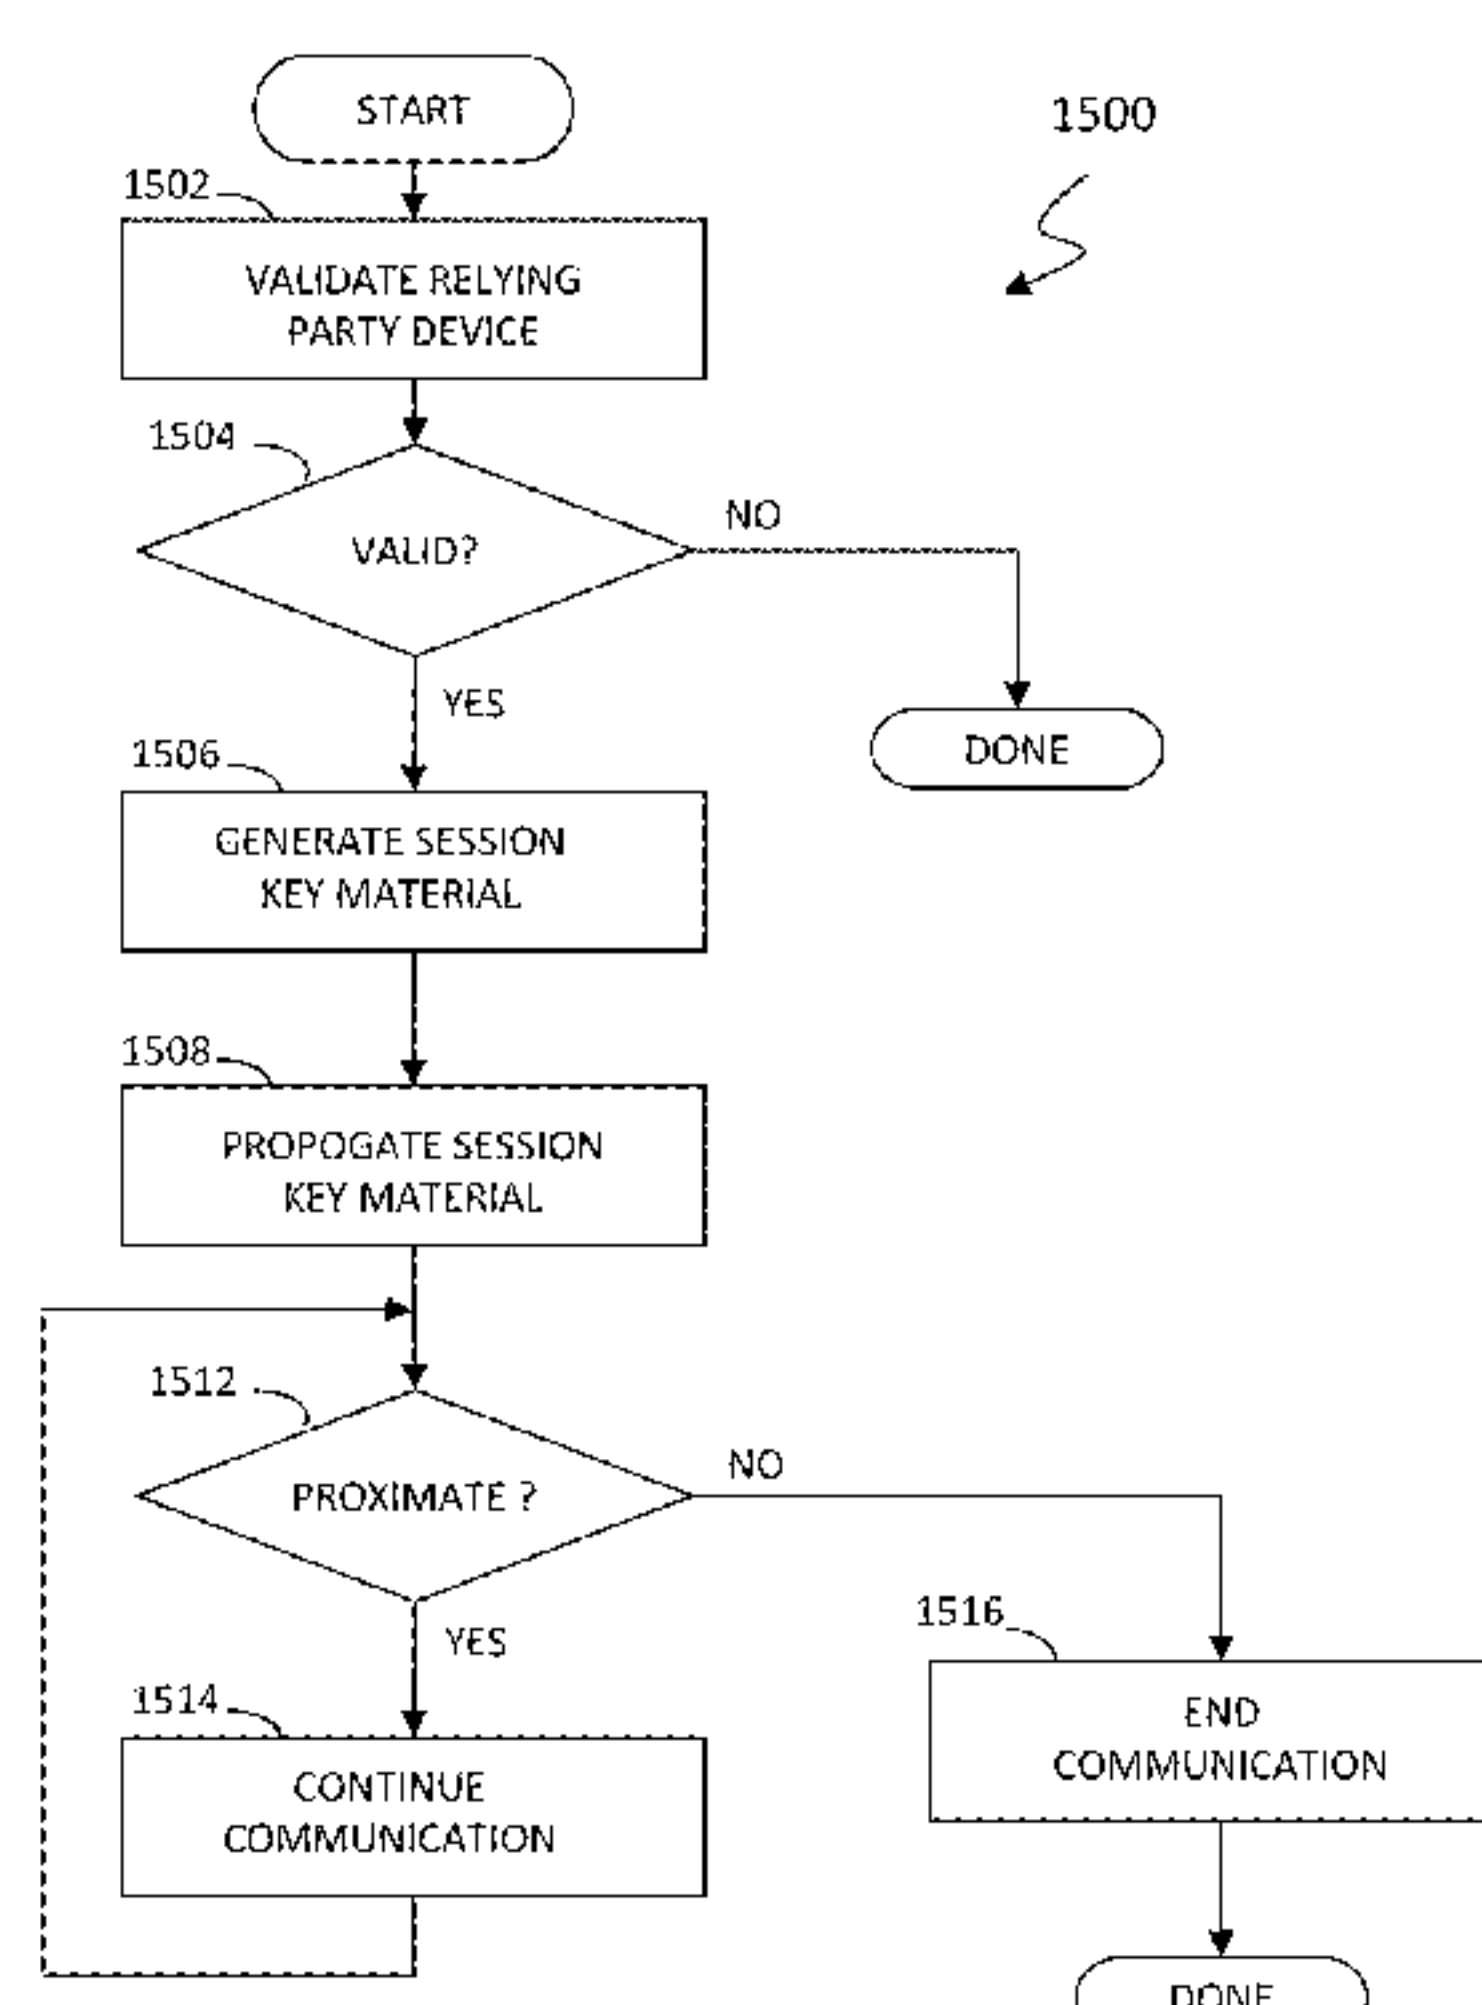 START
1500
1502
VALIDATE RELYING
PARTY DEVICE
1504
VALID?
NO
YES
DONE
1506
GENERATE SESSION
KEY MATERIAL
1508
PROPOGATE SESSION
KEY MATERIAL
1512
PROXIMATE ?
NO
YES
1516
END
COMMUNICATION
1514
CONTINUE
COMMUNICATION
DONE